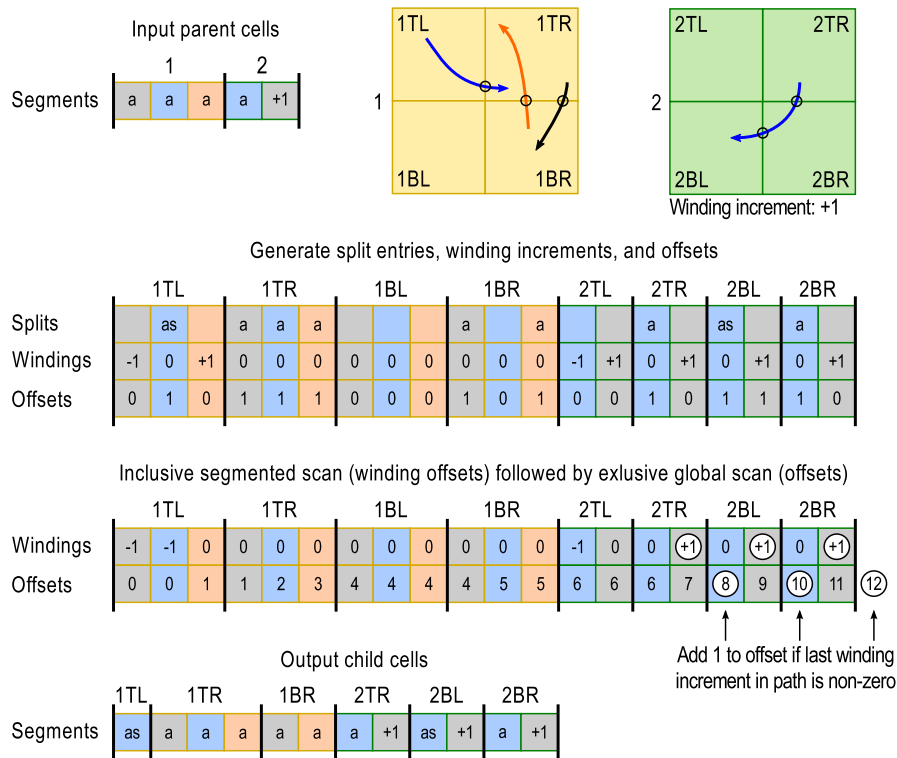 Input parent cells
1 2
Segments a a a a +1
1TL 1TR
1
1BL 1BR
2TL 2TR
2
2BL 2BR
Winding increment: +1
Generate split entries, winding increments, and offsets
1TL 1TR 1BL 1BR 2TL 2TR 2BL 2BR
Splits as a a a a a a as a
Windings -1 0 +1 0 0 0 0 0 0 0 0 0 -1 +1 0 +1 0 +1 0 +1
Offsets 0 1 0 1 1 1 0 0 0 1 0 1 0 0 1 0 1 1 1 0
Inclusive segmented scan (winding offsets) followed by exlusive global scan (offsets)
1TL 1TR 1BL 1BR 2TL 2TR 2BL 2BR
Windings -1 -1 0 0 0 0 0 0 0 0 0 0 -1 0 0 +1 0 +1 0 +1
Offsets 0 0 1 1 2 3 4 4 4 4 5 5 6 6 6 7 8 9 10 11 12
Add 1 to offset if last winding
increment in path is non-zero
Output child cells
1TL 1TR 1BR 2TR 2BL 2BR
Segments as a a a a a a +1 as +1 a +1